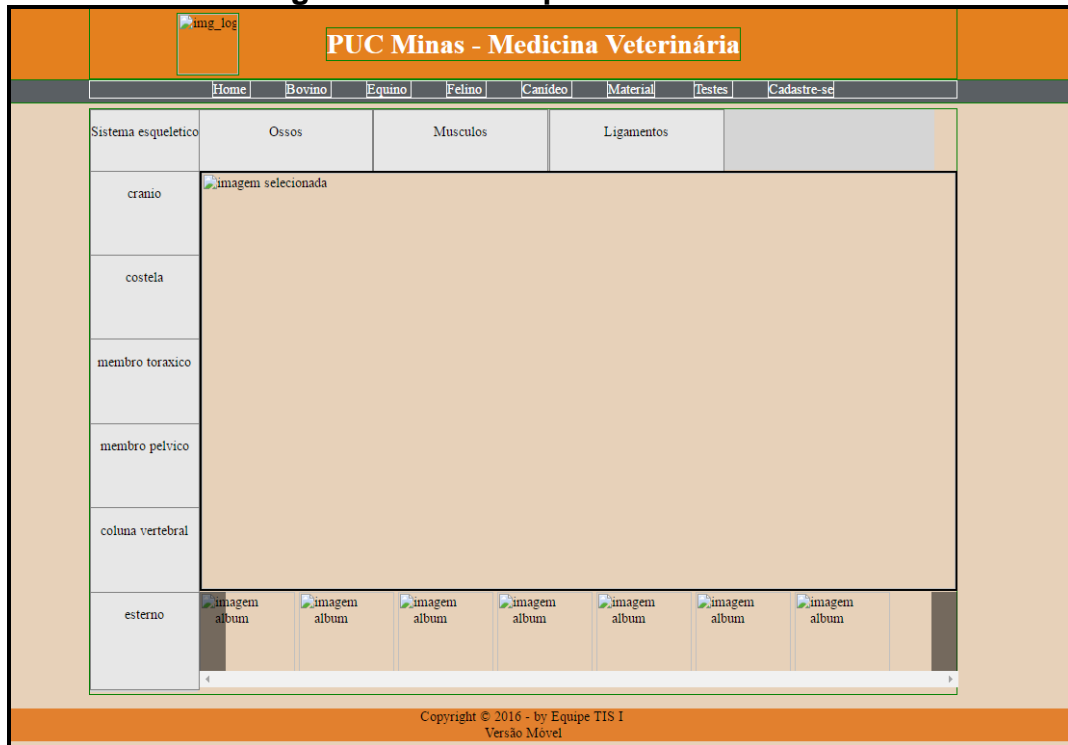 img_log
PUC Minas - Medicina Veterinária
Home Bovino Equino Felino Canídeo Material Testes Cadastre-se
Sistema esqueletico Ossos Musculos Ligamentos
cranio
imagem selecionada
costela
membro toraxico
membro pelvico
coluna vertebral
esterno
imagem album
imagem album
imagem album
imagem album
imagem album
imagem album
imagem album
Copyright © 2016 - by Equipe TIS I
Versão Móvel